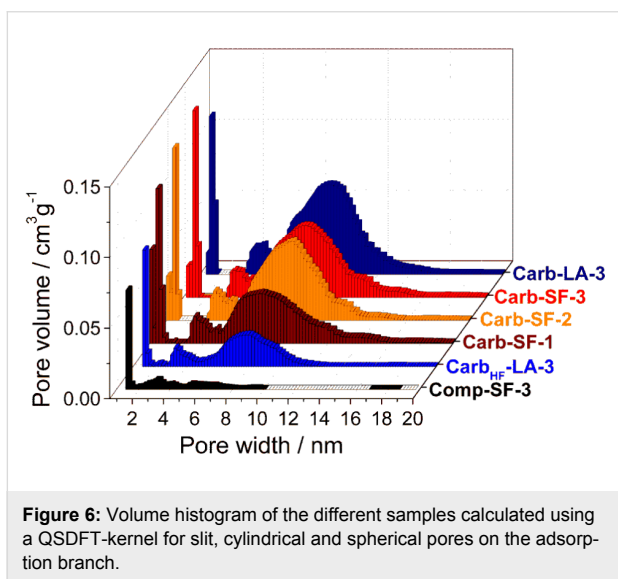 0.15
0.10
0.05
0.00
Pore volume / cm³g⁻¹
2 4 6 8 10 12 14 16 18 20
Pore width / nm
Carb-LA-3
Carb-SF-3
Carb-SF-2
Carb-SF-1
Carb_HF-LA-3
Comp-SF-3
Figure 6: Volume histogram of the different samples calculated using
a QSDFT-kernel for slit, cylindrical and spherical pores on the adsorp-
tion branch.